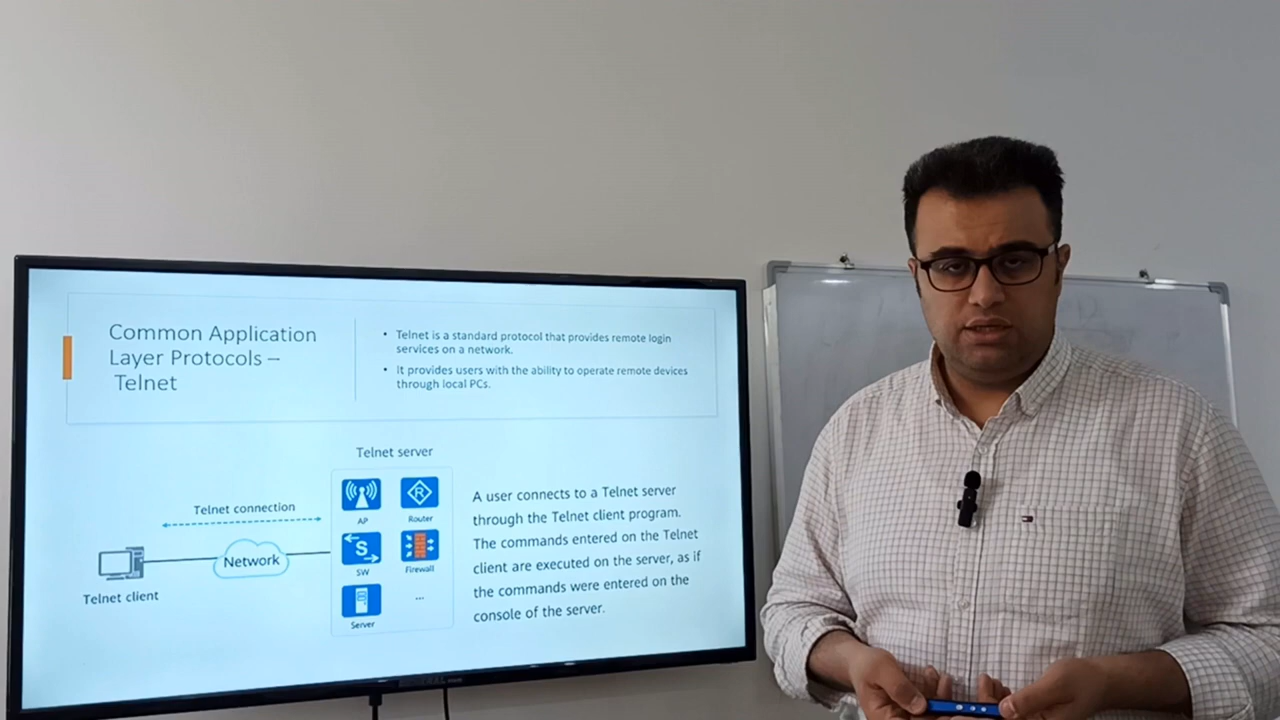 Common Application
Layer Protocols –
Telnet
• Telnet is a standard protocol that provides remote login
services on a network.
• It provides users with the ability to operate remote devices
through local PCs.
Telnet server
Telnet connection
Telnet client
Network
AP
R
Router
S
SW
Firewall
Server
...
A user connects to a Telnet server
through the Telnet client program.
The commands entered on the Telnet
client are executed on the server, as if
the commands were entered on the
console of the server.